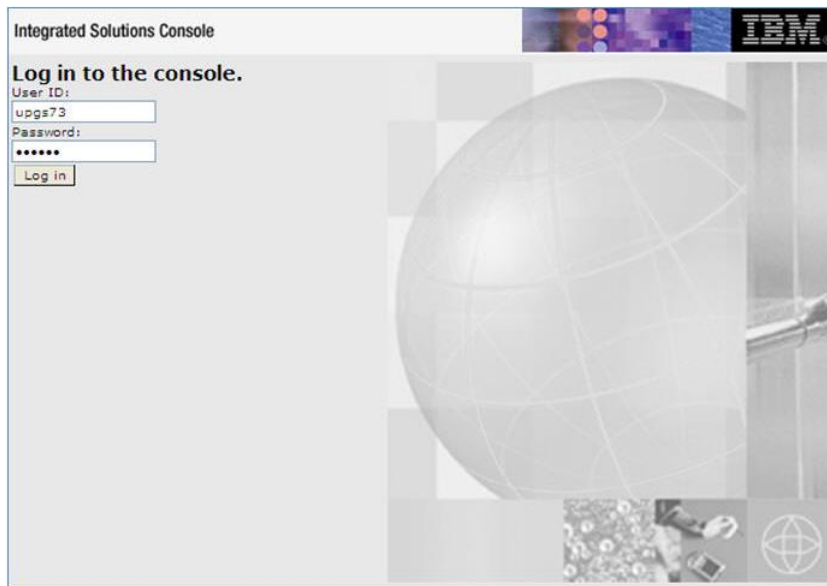 Integrated Solutions Console
IBM
Log in to the console.
User ID:
upgs73
Password:
••••••
Log in